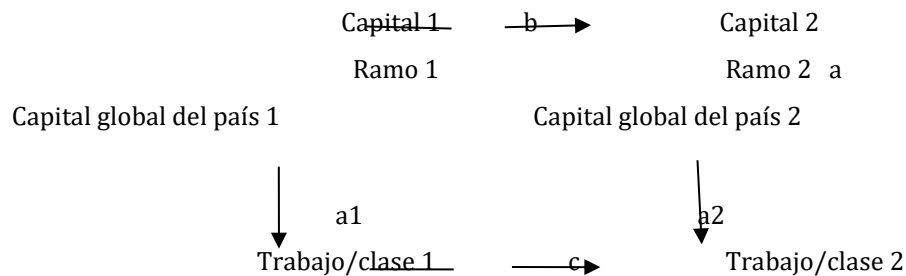 Capital 1 b Capital 2
Ramo 1 Ramo 2 a
Capital global del país 1 Capital global del país 2
a1 a2
Trabajo/clase 1 c Trabajo/clase 2